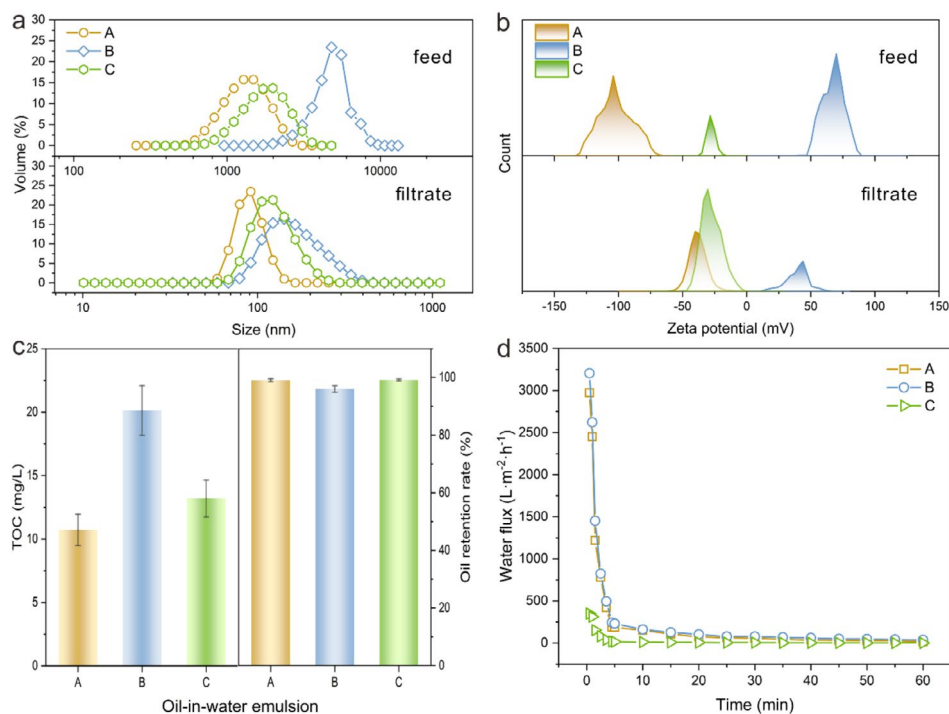 a
30
25
20
15
10
5
0
A
B
C
feed
100 1000 10000
Volume (%)
30
25
20
15
10
5
0
filtrate
10 100 1000
Size (nm)
b
A
B
C
feed
Count
filtrate
-150 -100 -50 0 50 100 150
Zeta potential (mV)
c
25
20
15
10
5
0
TOC (mg/L)
100
80
60
40
20
0
Oil retention rate (%)
A B C A B C
Oil-in-water emulsion
d
3500
3000
2500
2000
1500
1000
500
0
Water flux (L·m⁻²·h⁻¹)
A
B
C
0 10 20 30 40 50 60
Time (min)